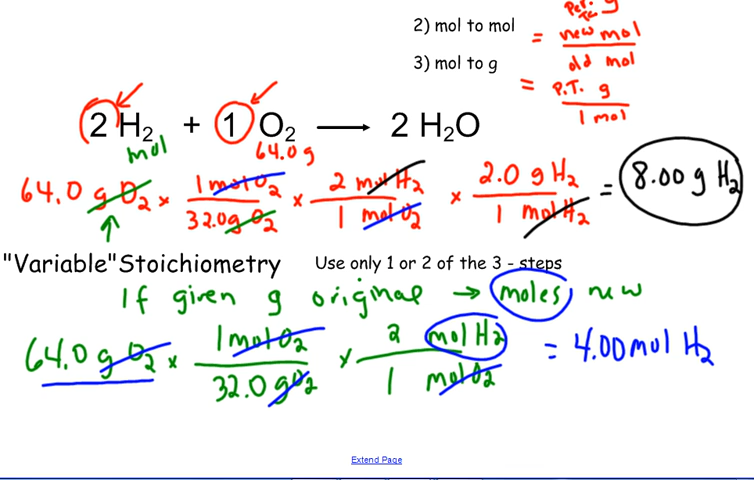 Per. g
Ta.
2) mol to mol = new mol / old mol
3) mol to g = P.T. g / 1 mol
2 H₂ + 1 O₂ ⟶ 2 H₂O
mol 64.0 g
64.0 g O₂ × 1 mol O₂ / 32.0 g O₂ × 2 mol H₂ / 1 mol O₂ × 2.0 g H₂ / 1 mol H₂ = 8.00 g H₂
"Variable" Stoichiometry Use only 1 or 2 of the 3 - steps
If given g original → moles new
64.0 g O₂ × 1 mol O₂ / 32.0 g O₂ × 2 mol H₂ / 1 mol O₂ = 4.00 mol H₂
Extend Page